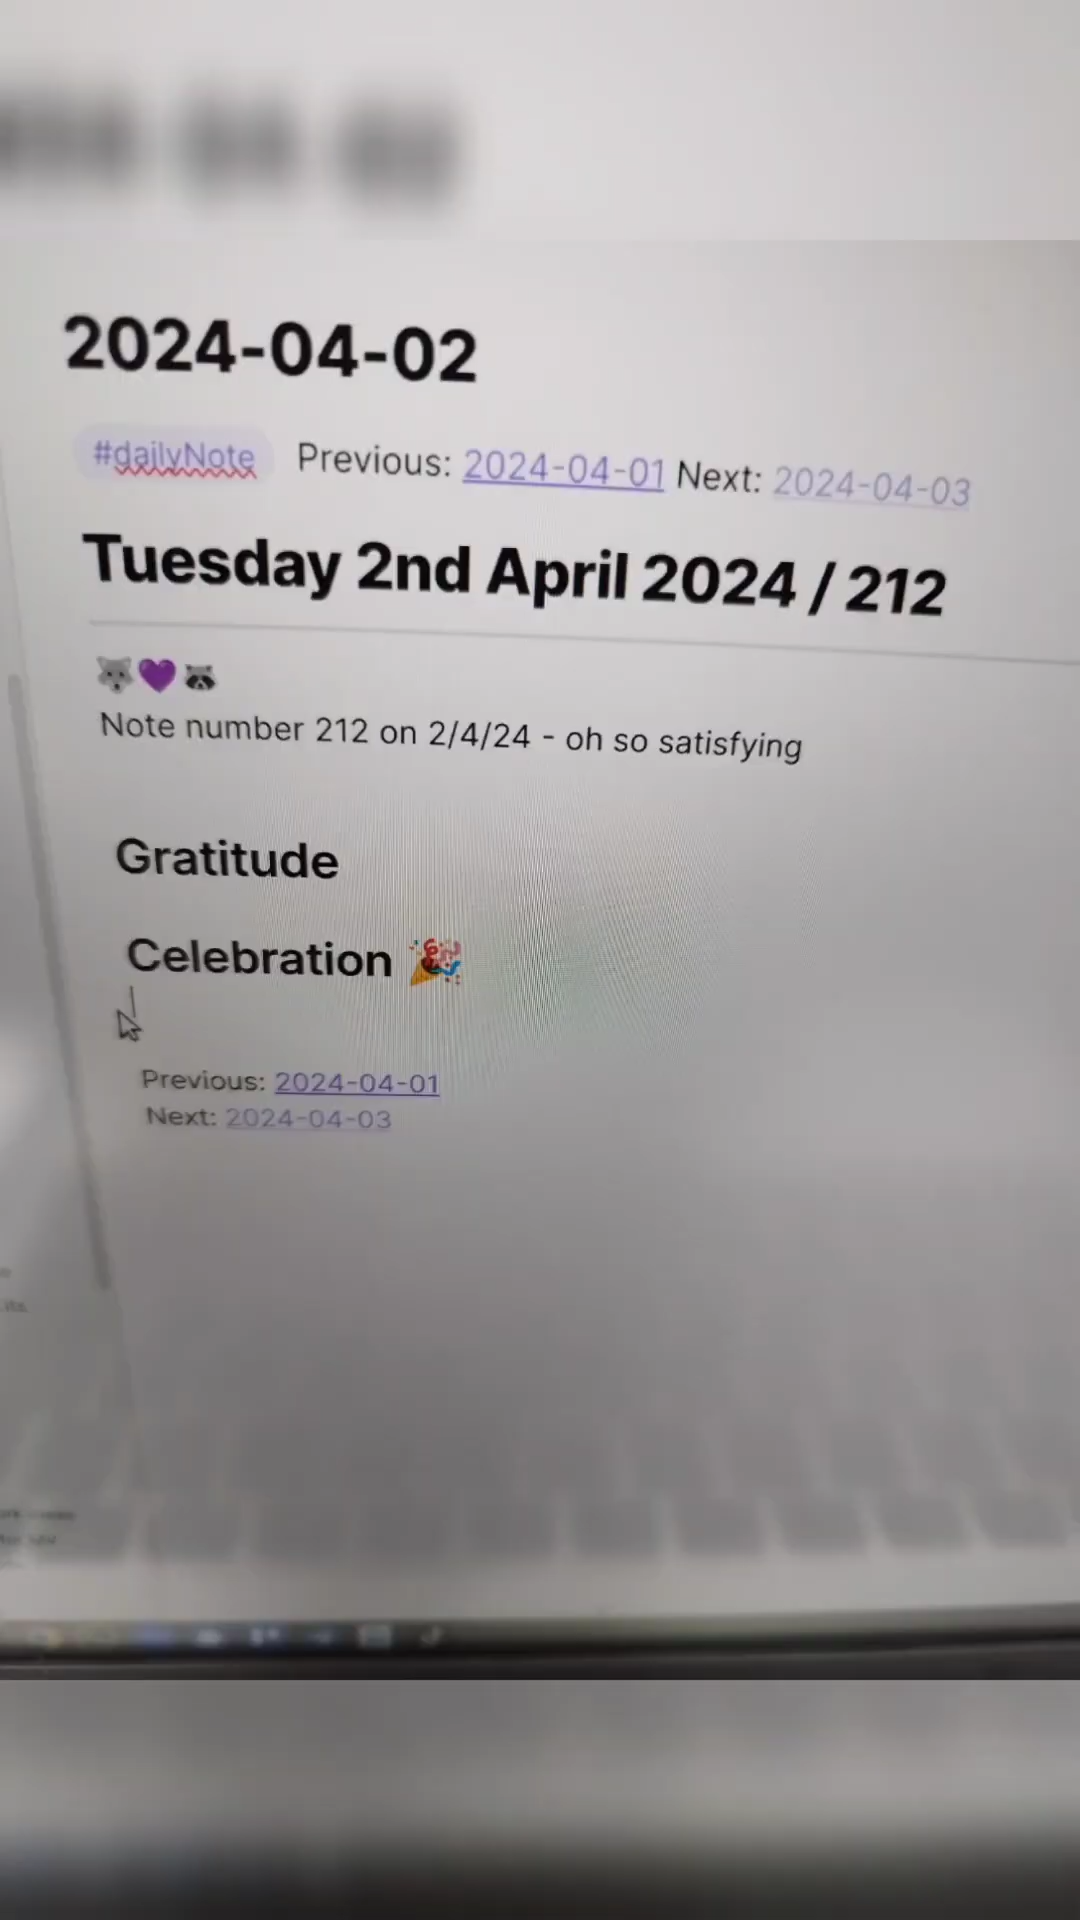 2024-04-02
#dailyNote Previous: 2024-04-01 Next: 2024-04-03
Tuesday 2nd April 2024 / 212
🐺💜🦝
Note number 212 on 2/4/24 - oh so satisfying
Gratitude
Celebration 🎉
Previous: 2024-04-01
Next: 2024-04-03